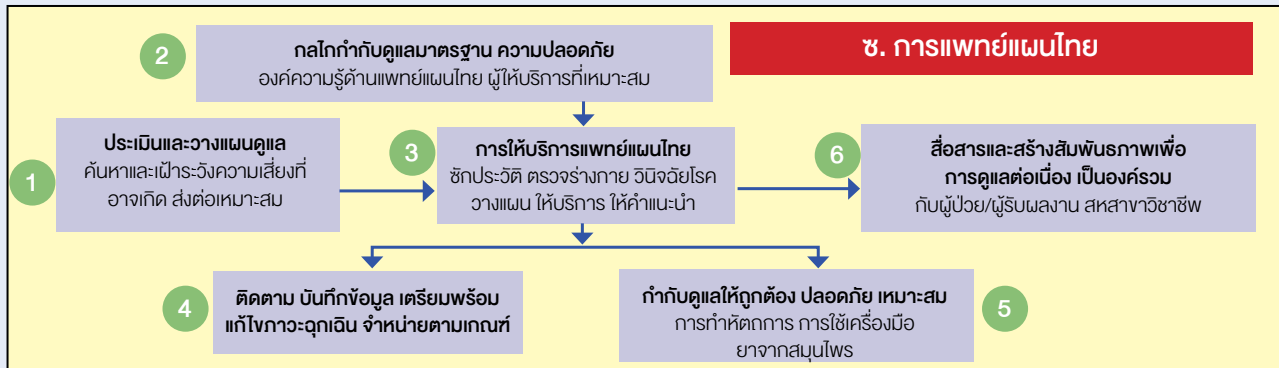 ซ. การแพทย์แผนไทย
2
กลไกกำกับดูแลมาตรฐาน ความปลอดภัย
องค์ความรู้ด้านแพทย์แผนไทย ผู้ให้บริการที่เหมาะสม
1
ประเมินและวางแผนดูแล
ค้นหาและเฝ้าระวังความเสี่ยงที่
อาจเกิด ส่งต่อเหมาะสม
3
การให้บริการแพทย์แผนไทย
ซักประวัติ ตรวจร่างกาย วินิจฉัยโรค
วางแผน ให้บริการ ให้คำแนะนำ
6
สื่อสารและสร้างสัมพันธภาพเพื่อ
การดูแลต่อเนื่อง เป็นองค์รวม
กับผู้ป่วย/ผู้รับผลงาน สหสาขาวิชาชีพ
4
ติดตาม บันทึกข้อมูล เตรียมพร้อม
แก้ไขภาวะฉุกเฉิน จำหน่ายตามเกณฑ์
กำกับดูแลให้ถูกต้อง ปลอดภัย เหมาะสม
การทำหัตถการ การใช้เครื่องมือ
ยาจากสมุนไพร
5